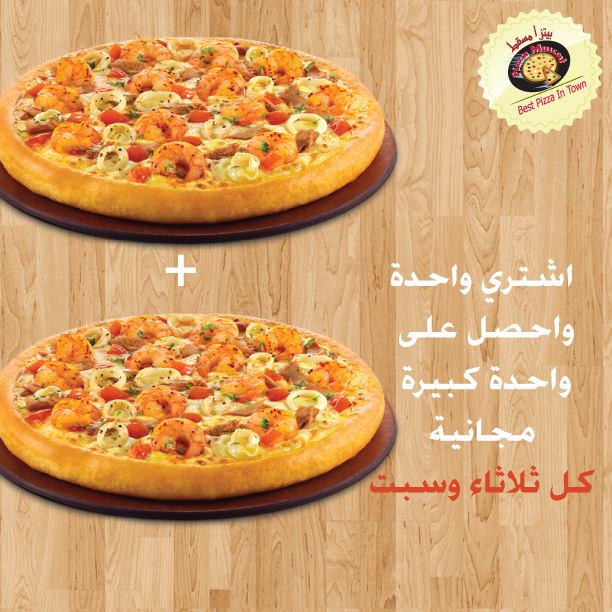 بيتزا مسقط
Pizza Muscat
Best Pizza In Town
+
اشتري واحدة
واحصل على
واحدة كبيرة
مجانية
كل ثلاثاء وسبت